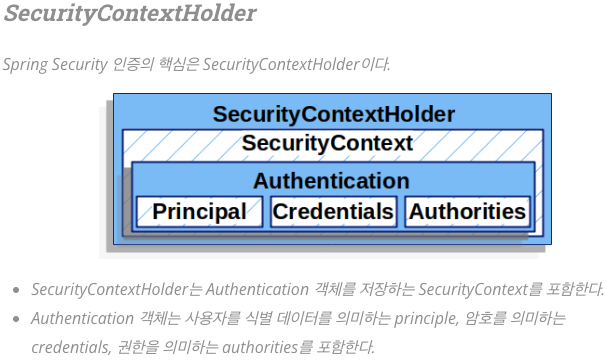 SecurityContextHolder
Spring Security 인증의 핵심은 SecurityContextHolder이다.
SecurityContextHolder
SecurityContext
Authentication
Principal Credentials Authorities
SecurityContextHolder는 Authentication 객체를 저장하는 SecurityContext를 포함한다.
Authentication 객체는 사용자를 식별 데이터를 의미하는 principle, 암호를 의미하는
credentials, 권한을 의미하는 authorities를 포함한다.